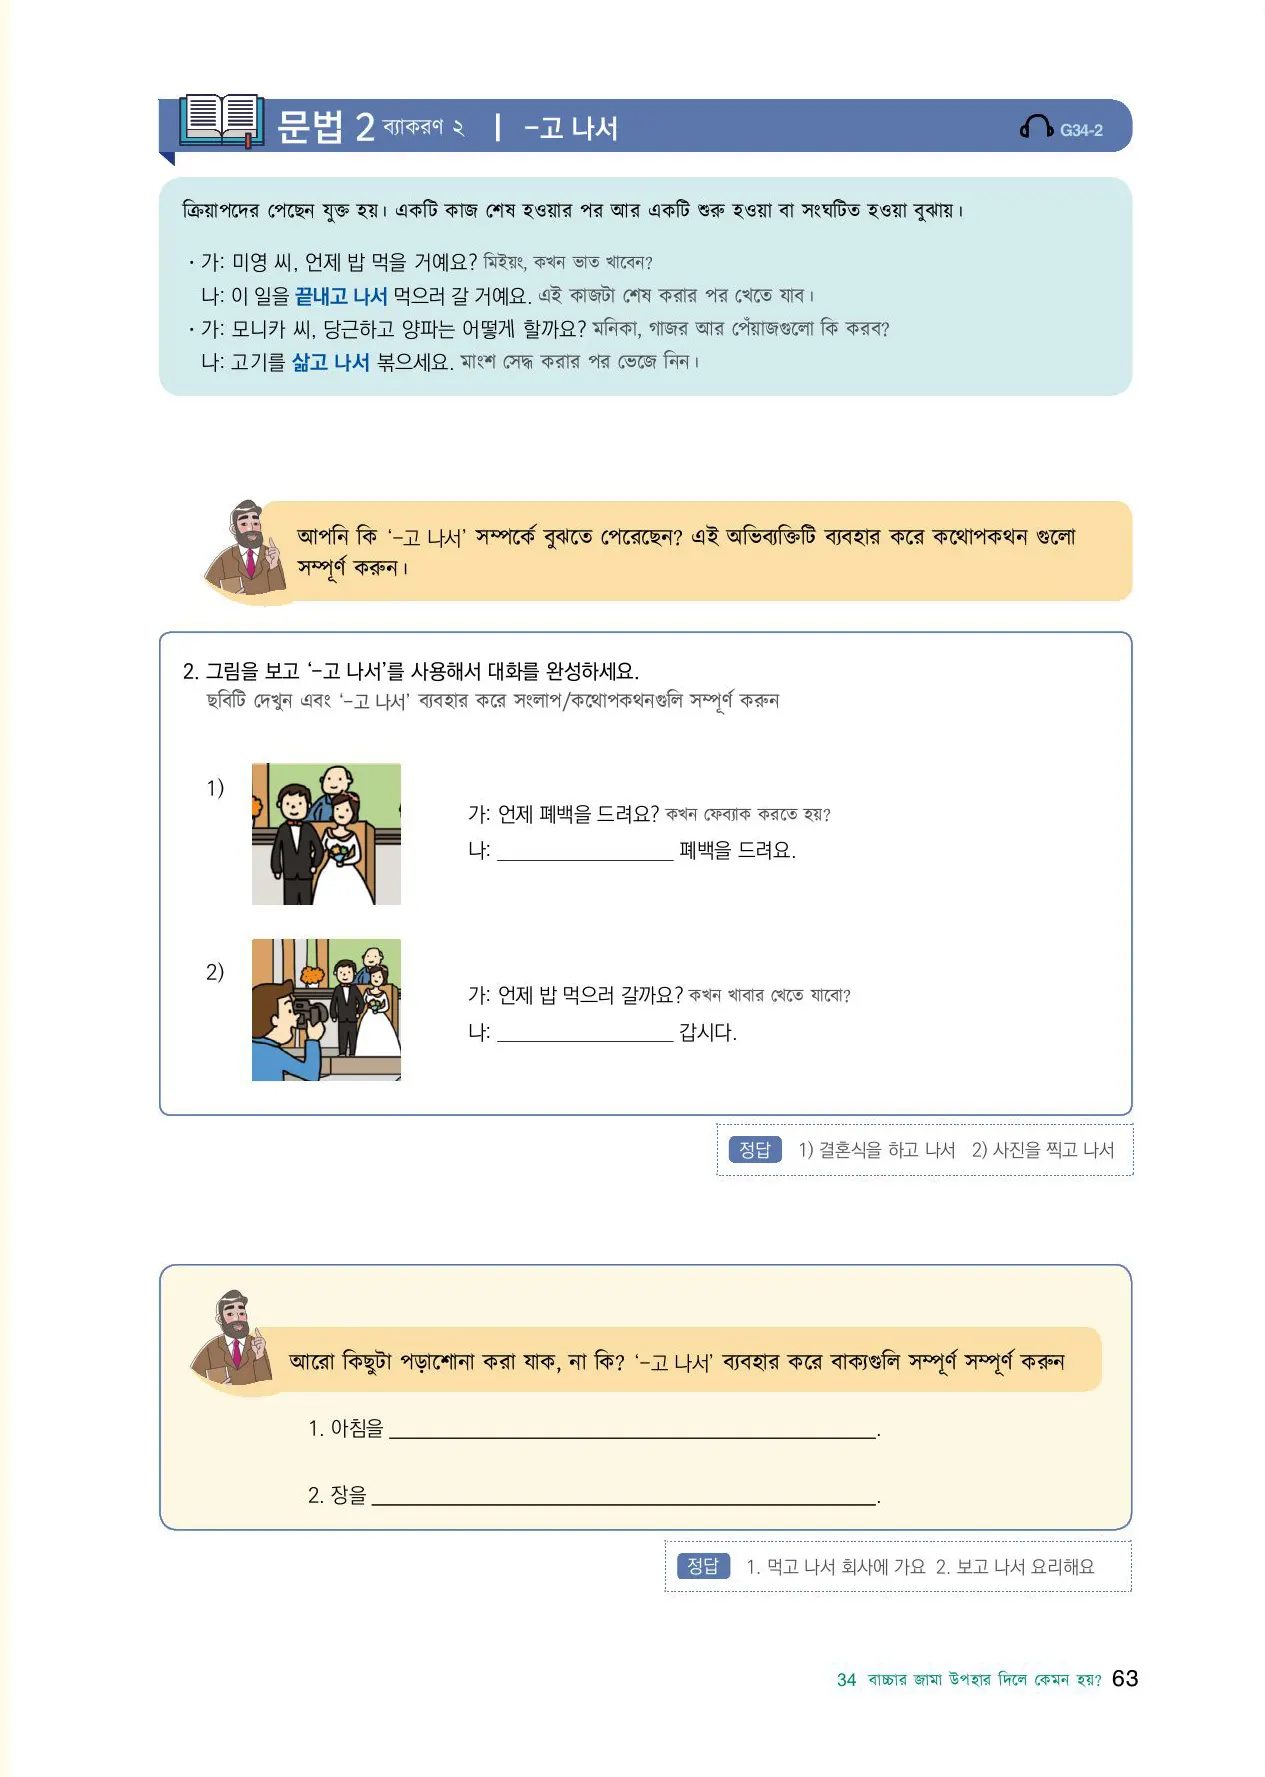 문법 2 ব্যাকরণ ২ | -고 나서 G34-2
ক্রিয়াপদের পেছেন যুক্ত হয়। একটি কাজ শেষ হওয়ার পর আর একটি শুরু হওয়া বা সংঘটিত হওয়া বুঝায়।
· 가: 미영 씨, 언제 밥 먹을 거예요? মিইয়ং, কখন ভাত খাবেন?
나: 이 일을 끝내고 나서 먹으러 갈 거예요. এই কাজটা শেষ করার পর খেতে যাব।
· 가: 모니카 씨, 당근하고 양파는 어떻게 할까요? মনিকা, গাজর আর পেঁয়াজগুলো কি করব?
나: 고기를 삶고 나서 볶으세요. মাংশ সেদ্ধ করার পর ভেজে নিন।
আপনি কি ‘-고 나서’ সম্পর্কে বুঝতে পেরেছেন? এই অভিব্যক্তিটি ব্যবহার করে কথোপকথন গুলো
সম্পূর্ণ করুন।
2. 그림을 보고 ‘-고 나서’를 사용해서 대화를 완성하세요.
ছবিটি দেখুন এবং ‘-고 나서’ ব্যবহার করে সংলাপ/কথোপকথনগুলি সম্পূর্ণ করুন
1)
가: 언제 폐백을 드려요? কখন ফেব্যাক করতে হয়?
나: ________________ 폐백을 드려요.
2)
가: 언제 밥 먹으러 갈까요? কখন খাবার খেতে যাবো?
나: ________________ 갑시다.
정답 1) 결혼식을 하고 나서 2) 사진을 찍고 나서
আরো কিছুটা পড়াশোনা করা যাক, না কি? ‘-고 나서’ ব্যবহার করে বাক্যগুলি সম্পূর্ণ সম্পূর্ণ করুন
1. 아침을 ________________.
2. 장을 ________________.
정답 1. 먹고 나서 회사에 가요 2. 보고 나서 요리해요
34 বাচ্চার জামা উপহার দিলে কেমন হয়? 63